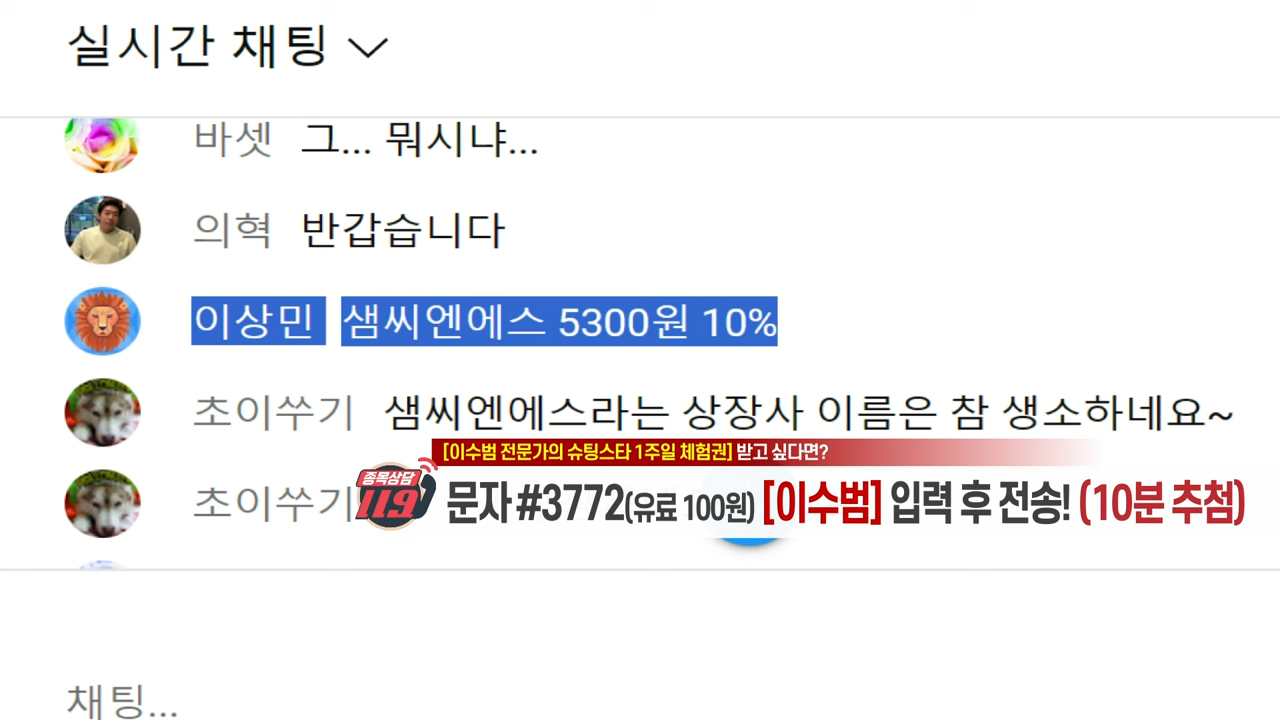 실시간 채팅
바셋 그... 뭐시냐...
의혁 반갑습니다
이상민 샘씨엔에스 5300원 10%
초이쑤기 샘씨엔에스라는 상장사 이름은 참 생소하네요~
[이수범 전문가의 슈팅스타 1주일 체험권] 받고 싶다면?
초이쑤기
종목상담
119
문자 #3772(유료 100원) [이수범] 입력 후 전송! (10분 추첨)
채팅...